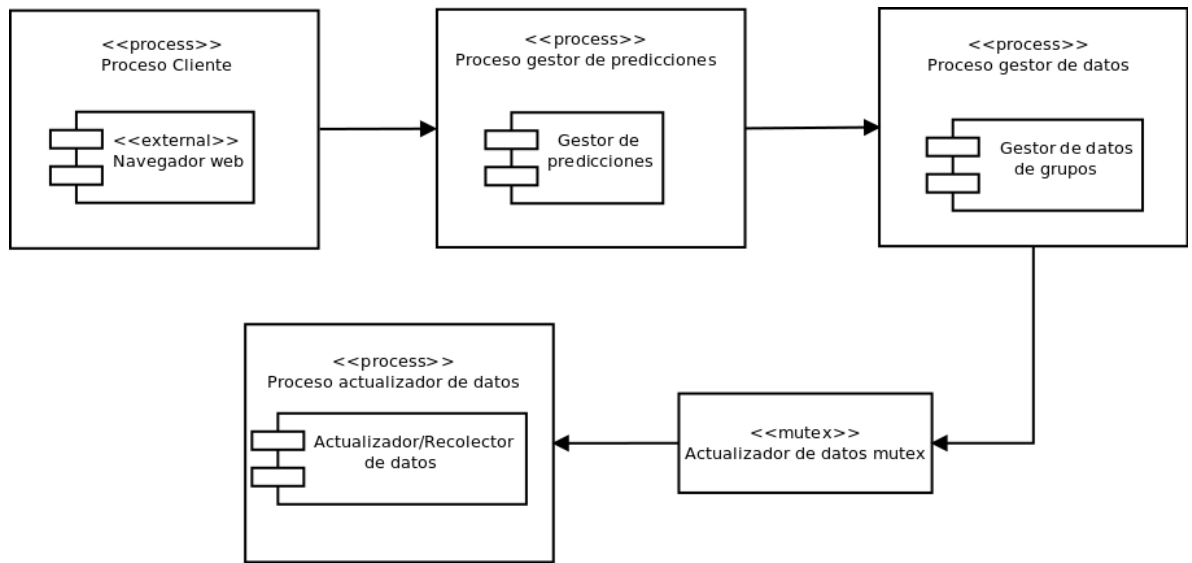 <<process>>
Proceso Cliente
<<external>>
Navegador web
<<process>>
Proceso gestor de predicciones
Gestor de
predicciones
<<process>>
Proceso gestor de datos
Gestor de datos
de grupos
<<process>>
Proceso actualizador de datos
Actualizador/Recolector
de datos
<<mutex>>
Actualizador de datos mutex